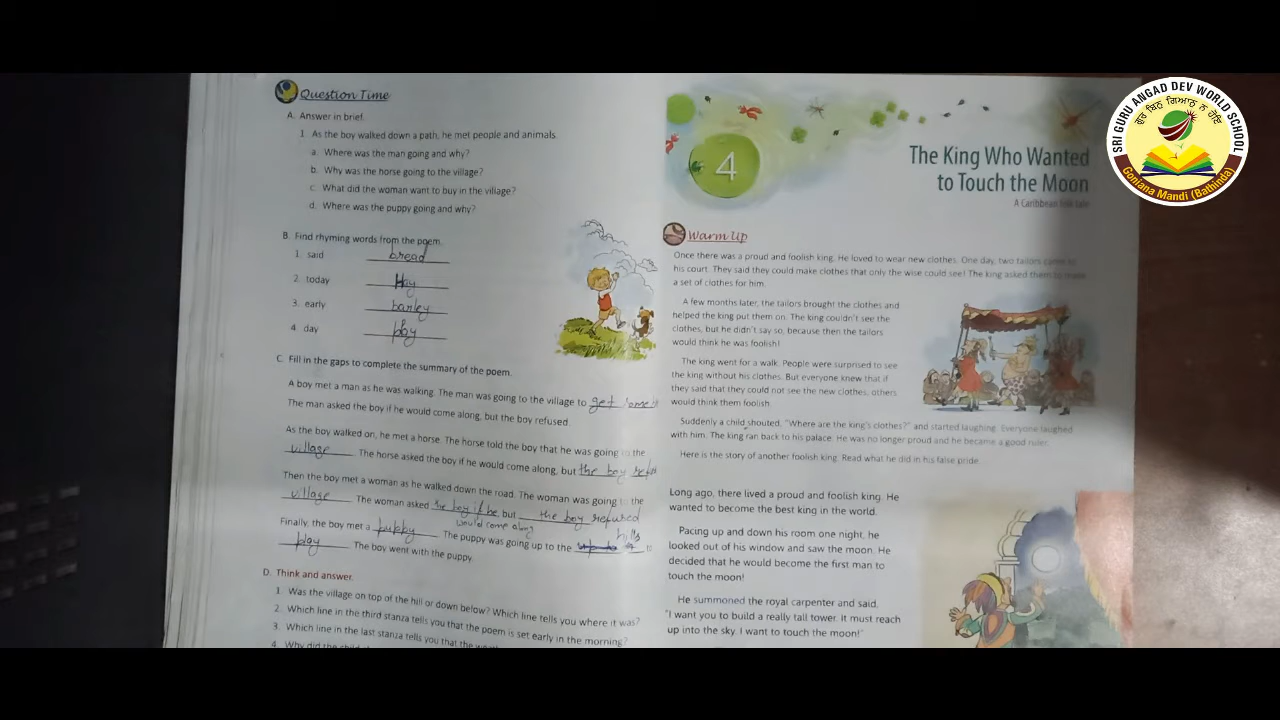 Question Time
A. Answer in brief.
1. As the boy walked down a path, he met people and animals.
a. Where was the man going and why?
b. Why was the horse going to the village?
c. What did the woman want to buy in the village?
d. Where was the puppy going and why?
B. Find rhyming words from the poem.
1. said bread
2. today Hay
3. early barley
4. day play
C. Fill in the gaps to complete the summary of the poem.
A boy met a man as he was walking. The man was going to the village to get some
The man asked the boy if he would come along, but the boy refused.
As the boy walked on, he met a horse. The horse told the boy that he was going to the
village The horse asked the boy if he would come along, but the boy
Then the boy met a woman as he walked down the road. The woman was going to the
village The woman asked the boy if he but the boy refused
would come along
Finally, the boy met a puppy The puppy was going up to the hills to
play The boy went with the puppy.
D. Think and answer.
1. Was the village on top of the hill or down below? Which line tells you where it was?
2. Which line in the third stanza tells you that the poem is set early in the morning?
3. Which line in the last stanza tells you that the
4. Why did the
4
The King Who Wanted
to Touch the Moon
A Caribbean folk tale
Warm Up
Once there was a proud and foolish king. He loved to wear new clothes. One day, two tailors came to
his court. They said they could make clothes that only the wise could see! The king asked them to make
a set of clothes for him.
A few months later, the tailors brought the clothes and
helped the king put them on. The king couldn't see the
clothes, but he didn't say so, because then the tailors
would think he was foolish!
The king went for a walk. People were surprised to see
the king without his clothes. But everyone knew that if
they said that they could not see the new clothes, others
would think them foolish.
Suddenly a child shouted, "Where are the king's clothes?" and started laughing. Everyone laughed
with him. The king ran back to his palace. He was no longer proud and he became a good ruler.
Here is the story of another foolish king. Read what he did in his false pride.
Long ago, there lived a proud and foolish king. He
wanted to become the best king in the world.
Pacing up and down his room one night, he
looked out of his window and saw the moon. He
decided that he would become the first man to
touch the moon!
He summoned the royal carpenter and said,
"I want you to build a really tall tower. It must reach
up into the sky. I want to touch the moon!"
SRI GURU ANGAD DEV WORLD SCHOOL
ਗੁਰ ਬਿਨੁ ਗਿਆਨੁ ਨ ਹੋਇ
Goniana Mandi (Bathinda)